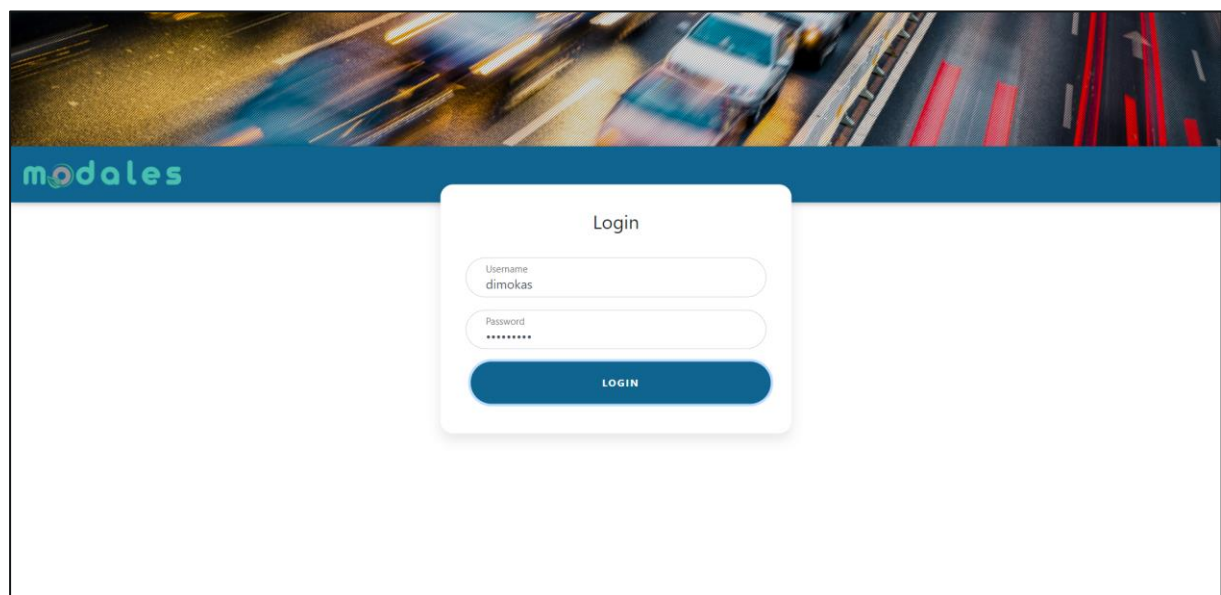 modales
Login
Username
dimokas
Password
•••••••••
LOGIN